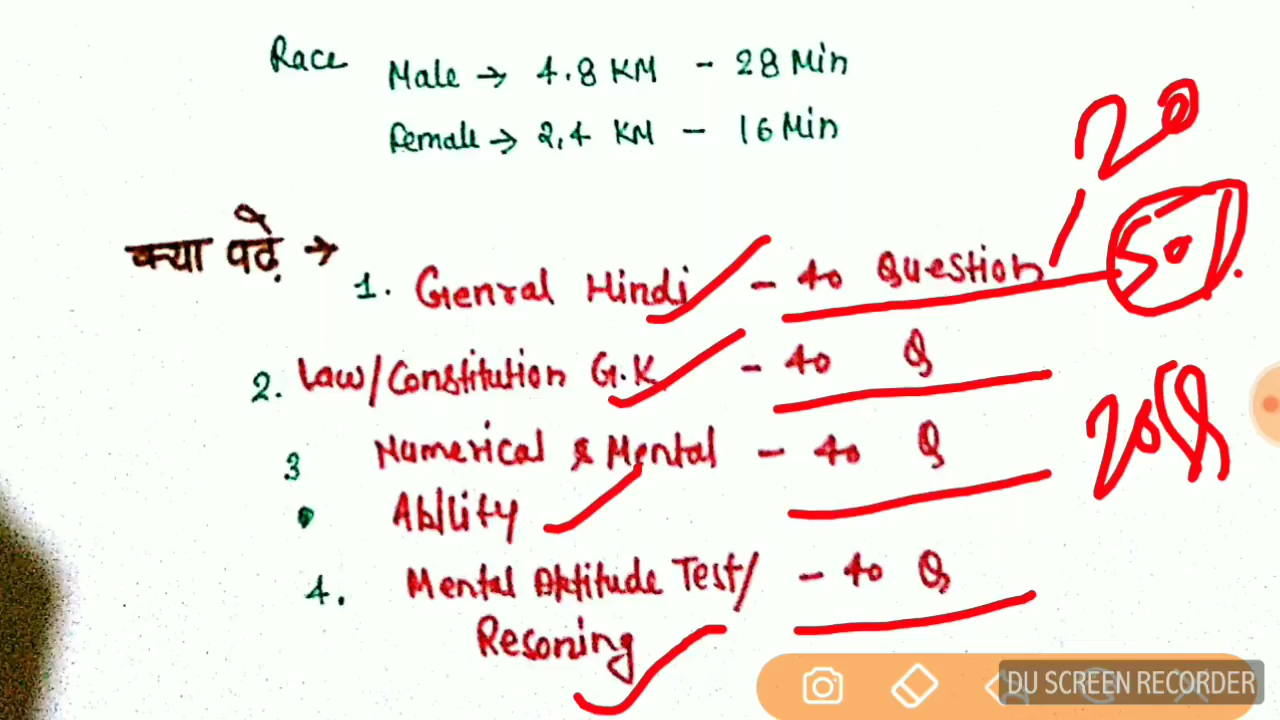 Race Male → 4.8 KM - 28 Min
Female → 2.4 KM - 16 Min
20
क्या पढ़े →
1. Genral Hindi - 40 Question
50%
2. Law/Constitution G.K - 40 Q
20Q
3 Numerical & Mental - 40 Q
Ability
4. Mental Aptitude Test/ - 40 Q
Resoning
DU SCREEN RECORDER